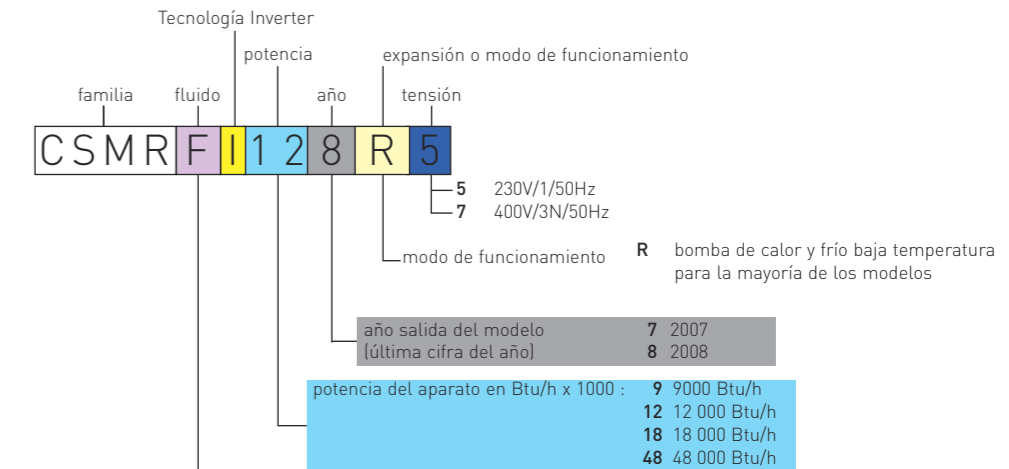 Tecnología Inverter
potencia
expansión o modo de funcionamiento
familia
fluido
año
tensión
CSMRFI128R5
5 230V/1/50Hz
7 400V/3N/50Hz
modo de funcionamiento
R bomba de calor y frío baja temperatura
para la mayoría de los modelos
año salida del modelo 7 2007
(última cifra del año) 8 2008
potencia del aparato en Btu/h x 1000 : 9 9000 Btu/h
12 12 000 Btu/h
18 18 000 Btu/h
48 48 000 Btu/h